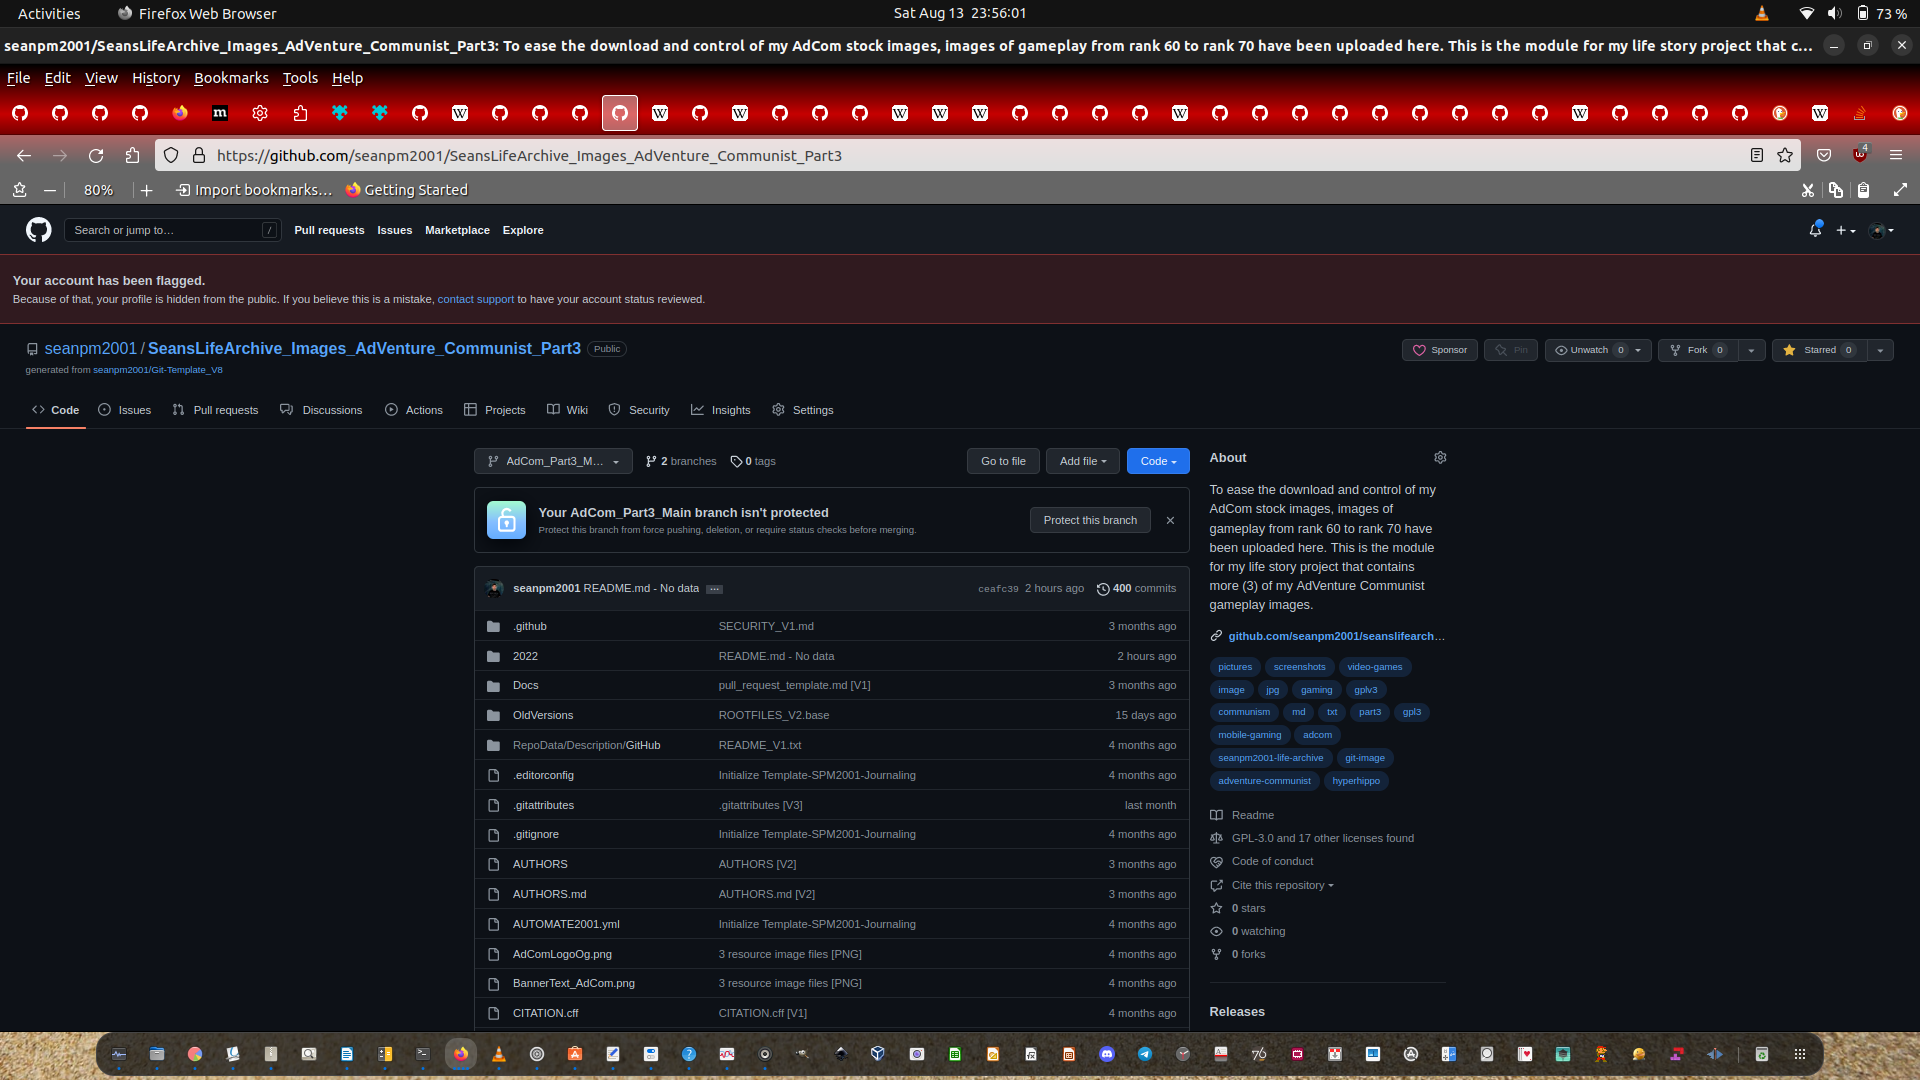 Activities Firefox Web Browser Sat Aug 13 23:56:01 73 %
seanpm2001/SeansLifeArchive_Images_AdVenture_Communist_Part3: To ease the download and control of my AdCom stock images, images of gameplay from rank 60 to rank 70 have been uploaded here. This is the module for my life story project that c...
File Edit View History Bookmarks Tools Help
https://github.com/seanpm2001/SeansLifeArchive_Images_AdVenture_Communist_Part3 4
80% Import bookmarks... Getting Started
Search or jump to... / Pull requests Issues Marketplace Explore
Your account has been flagged.
Because of that, your profile is hidden from the public. If you believe this is a mistake, contact support to have your account status reviewed.
seanpm2001 / SeansLifeArchive_Images_AdVenture_Communist_Part3 Public Sponsor Pin Unwatch 0 Fork 0 Starred 0
generated from seanpm2001/Git-Template_V8
Code Issues Pull requests Discussions Actions Projects Wiki Security Insights Settings
AdCom_Part3_M... 2 branches 0 tags Go to file Add file Code
Your AdCom_Part3_Main branch isn't protected
Protect this branch from force pushing, deletion, or require status checks before merging.
Protect this branch
seanpm2001 README.md - No data ... ceafc39 2 hours ago 400 commits
.github SECURITY_V1.md 3 months ago
2022 README.md - No data 2 hours ago
Docs pull_request_template.md [V1] 3 months ago
OldVersions ROOTFILES_V2.base 15 days ago
RepoData/Description/GitHub README_V1.txt 4 months ago
.editorconfig Initialize Template-SPM2001-Journaling 4 months ago
.gitattributes .gitattributes [V3] last month
.gitignore Initialize Template-SPM2001-Journaling 4 months ago
AUTHORS AUTHORS [V2] 3 months ago
AUTHORS.md AUTHORS.md [V2] 3 months ago
AUTOMATE2001.yml Initialize Template-SPM2001-Journaling 4 months ago
AdComLogoOg.png 3 resource image files [PNG] 4 months ago
BannerText_AdCom.png 3 resource image files [PNG] 4 months ago
CITATION.cff CITATION.cff [V1] 4 months ago
About
To ease the download and control of my
AdCom stock images, images of
gameplay from rank 60 to rank 70 have
been uploaded here. This is the module
for my life story project that contains
more (3) of my AdVenture Communist
gameplay images.
github.com/seanpm2001/seanslifearch...
pictures screenshots video-games
image jpg gaming gplv3
communism md txt part3 gpl3
mobile-gaming adcom
seanpm2001-life-archive git-image
adventure-communist hyperhippo
Readme
GPL-3.0 and 17 other licenses found
Code of conduct
Cite this repository
0 stars
0 watching
0 forks
Releases